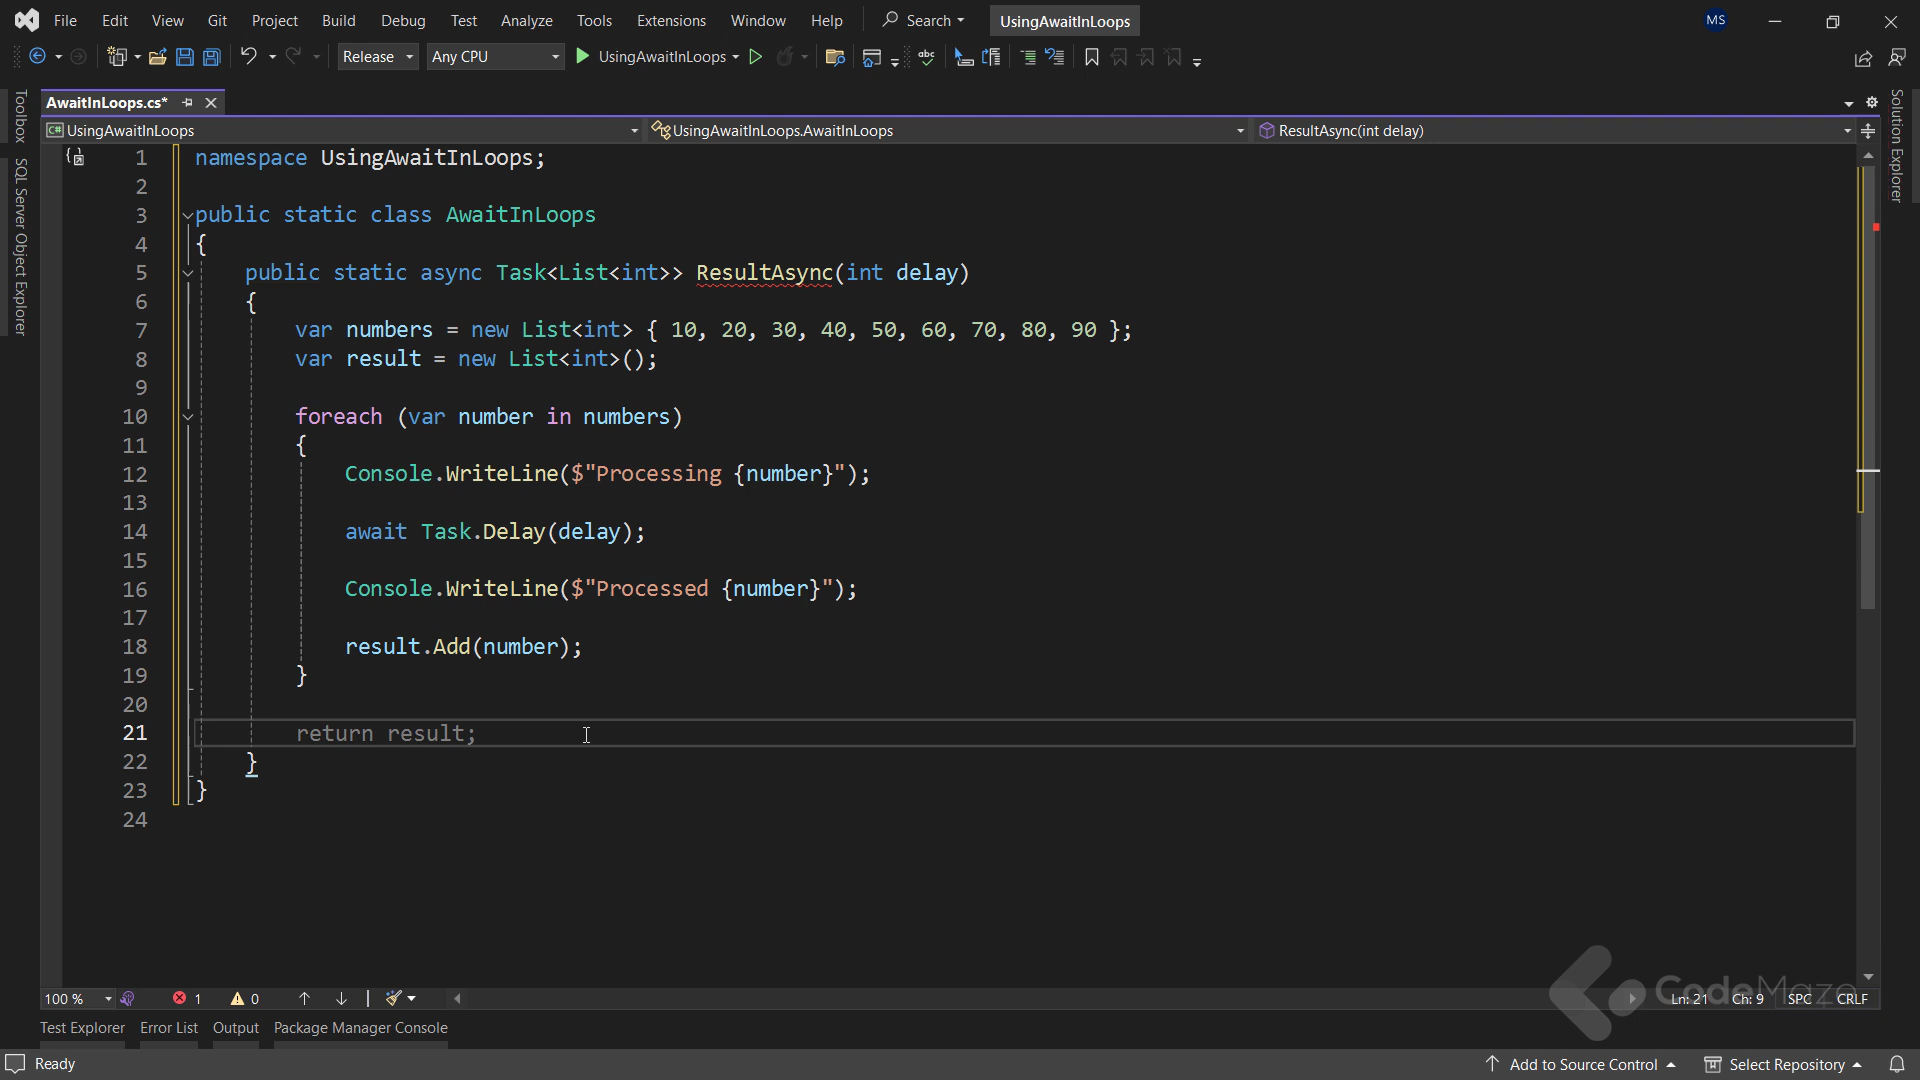 File Edit View Git Project Build Debug Test Analyze Tools Extensions Window Help Search UsingAwaitInLoops MS
Release Any CPU UsingAwaitInLoops abc
AwaitInLoops.cs*
UsingAwaitInLoops UsingAwaitInLoops.AwaitInLoops ResultAsync(int delay)
Toolbox
SQL Server Object Explorer
Solution Explorer
1 namespace UsingAwaitInLoops;
2
3 public static class AwaitInLoops
4 {
5 public static async Task<List<int>> ResultAsync(int delay)
6 {
7 var numbers = new List<int> { 10, 20, 30, 40, 50, 60, 70, 80, 90 };
8 var result = new List<int>();
9
10 foreach (var number in numbers)
11 {
12 Console.WriteLine($"Processing {number}");
13
14 await Task.Delay(delay);
15
16 Console.WriteLine($"Processed {number}");
17
18 result.Add(number);
19 }
20
21 return result;
22 }
23 }
24
100 % 1 0 Ln: 21 Ch: 9 SPC CRLF
CodeMaze
Test Explorer Error List Output Package Manager Console
Ready Add to Source Control Select Repository